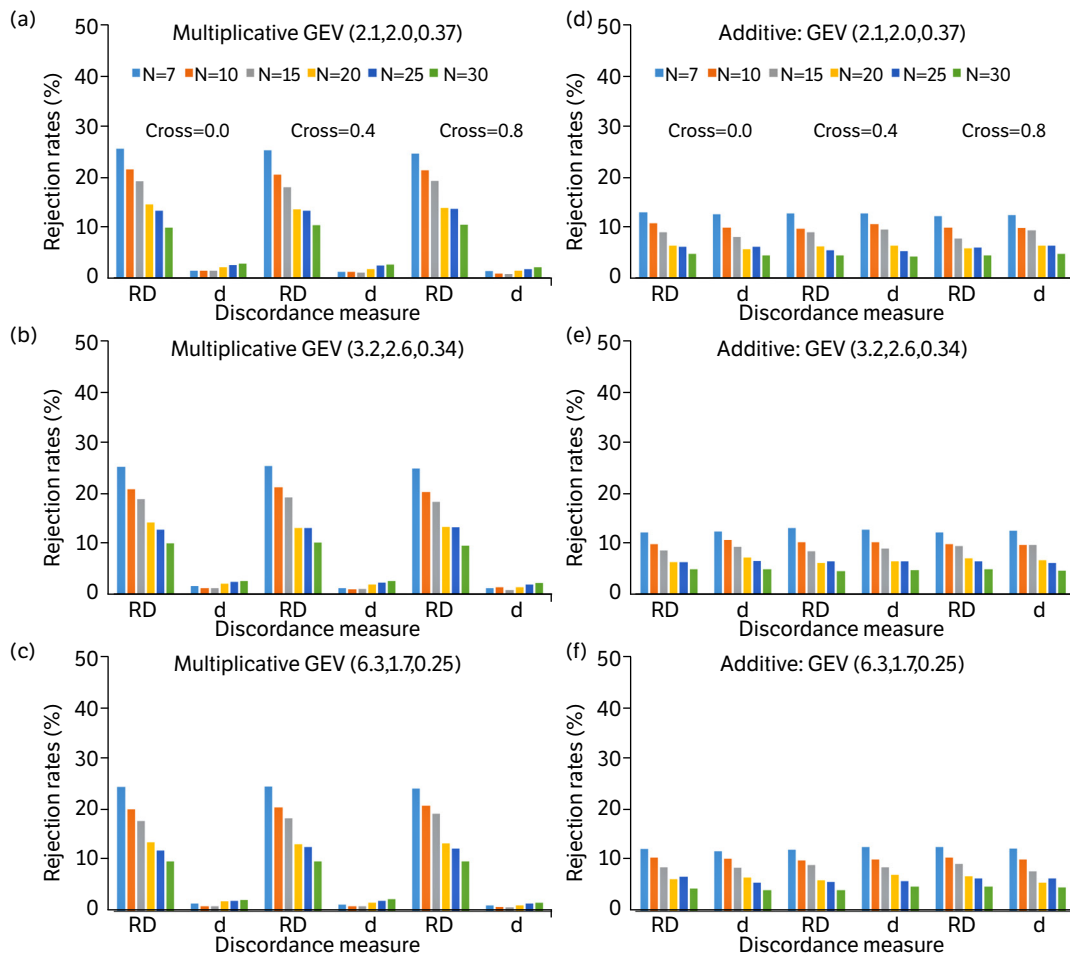 (a)
Multiplicative GEV (2.1,2.0,0.37)
N=7 N=10 N=15 N=20 N=25 N=30
Cross=0.0 Cross=0.4 Cross=0.8
Rejection rates (%)
50
40
30
20
10
0
RD d RD d RD d
Discordance measure
(b)
Multiplicative GEV (3.2,2.6,0.34)
Rejection rates (%)
50
40
30
20
10
0
RD d RD d RD d
Discordance measure
(c)
Multiplicative GEV (6.3,1.7,0.25)
Rejection rates (%)
50
40
30
20
10
0
RD d RD d RD d
Discordance measure
(d)
Additive: GEV (2.1,2.0,0.37)
N=7 N=10 N=15 N=20 N=25 N=30
Cross=0.0 Cross=0.4 Cross=0.8
Rejection rates (%)
50
40
30
20
10
0
RD d RD d RD d
Discordance measure
(e)
Additive: GEV (3.2,2.6,0.34)
Rejection rates (%)
50
40
30
20
10
0
RD d RD d RD d
Discordance measure
(f)
Additive: GEV (6.3,1.7,0.25)
Rejection rates (%)
50
40
30
20
10
0
RD d RD d RD d
Discordance measure